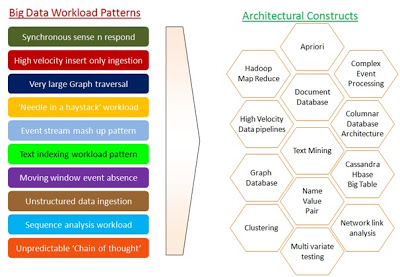 Big Data Workload Patterns
Synchronous sense n respond
High velocity insert only ingestion
Very large Graph traversal
‘Needle in a haystack’ workload
Event stream mash up pattern
Text indexing workload pattern
Moving window event absence
Unstructured data ingestion
Sequence analysis workload
Unpredictable ‘Chain of thought’
Architectural Constructs
Apriori
Hadoop
Map Reduce
Complex
Event
Processing
Document
Database
High Velocity
Data pipelines
Columnar
Database
Architecture
Text Mining
Graph
Database
Cassandra
Hbase
Big Table
Name
Value
Pair
Clustering
Network link
analysis
Multi variate
testing